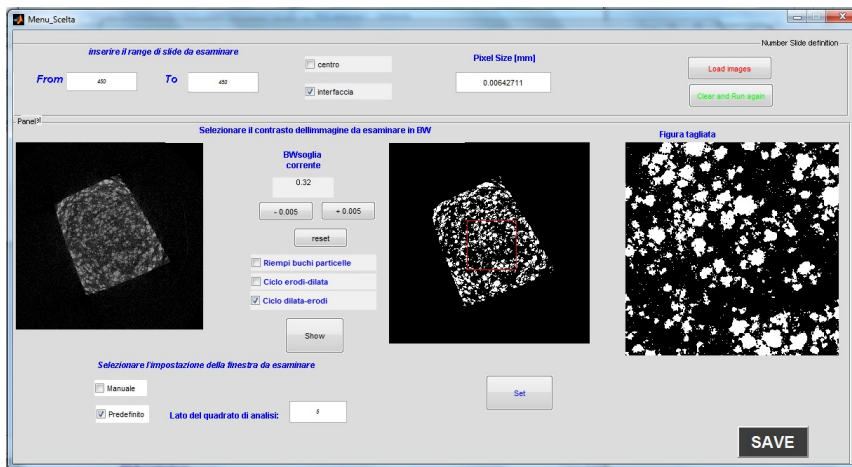 Menu_Scelta
Number Slide definition
inserire il range di slide da esaminare
From
450
To
450
centro
interfaccia
Pixel Size [mm]
0.00642711
Load images
Clear and Run again
Selezionare il contrasto dellimmagine da esaminare in BW
BWsoglia
corrente
0.32
- 0.005
+ 0.005
reset
Riempi buchi particelle
Ciclo erodi-dilata
Ciclo dilata-erodi
Show
Figura tagliata
Selezionare l'impostazione della finestra da esaminare
Manuale
Predefinito
Lato del quadrato di analisi:
5
Set
SAVE